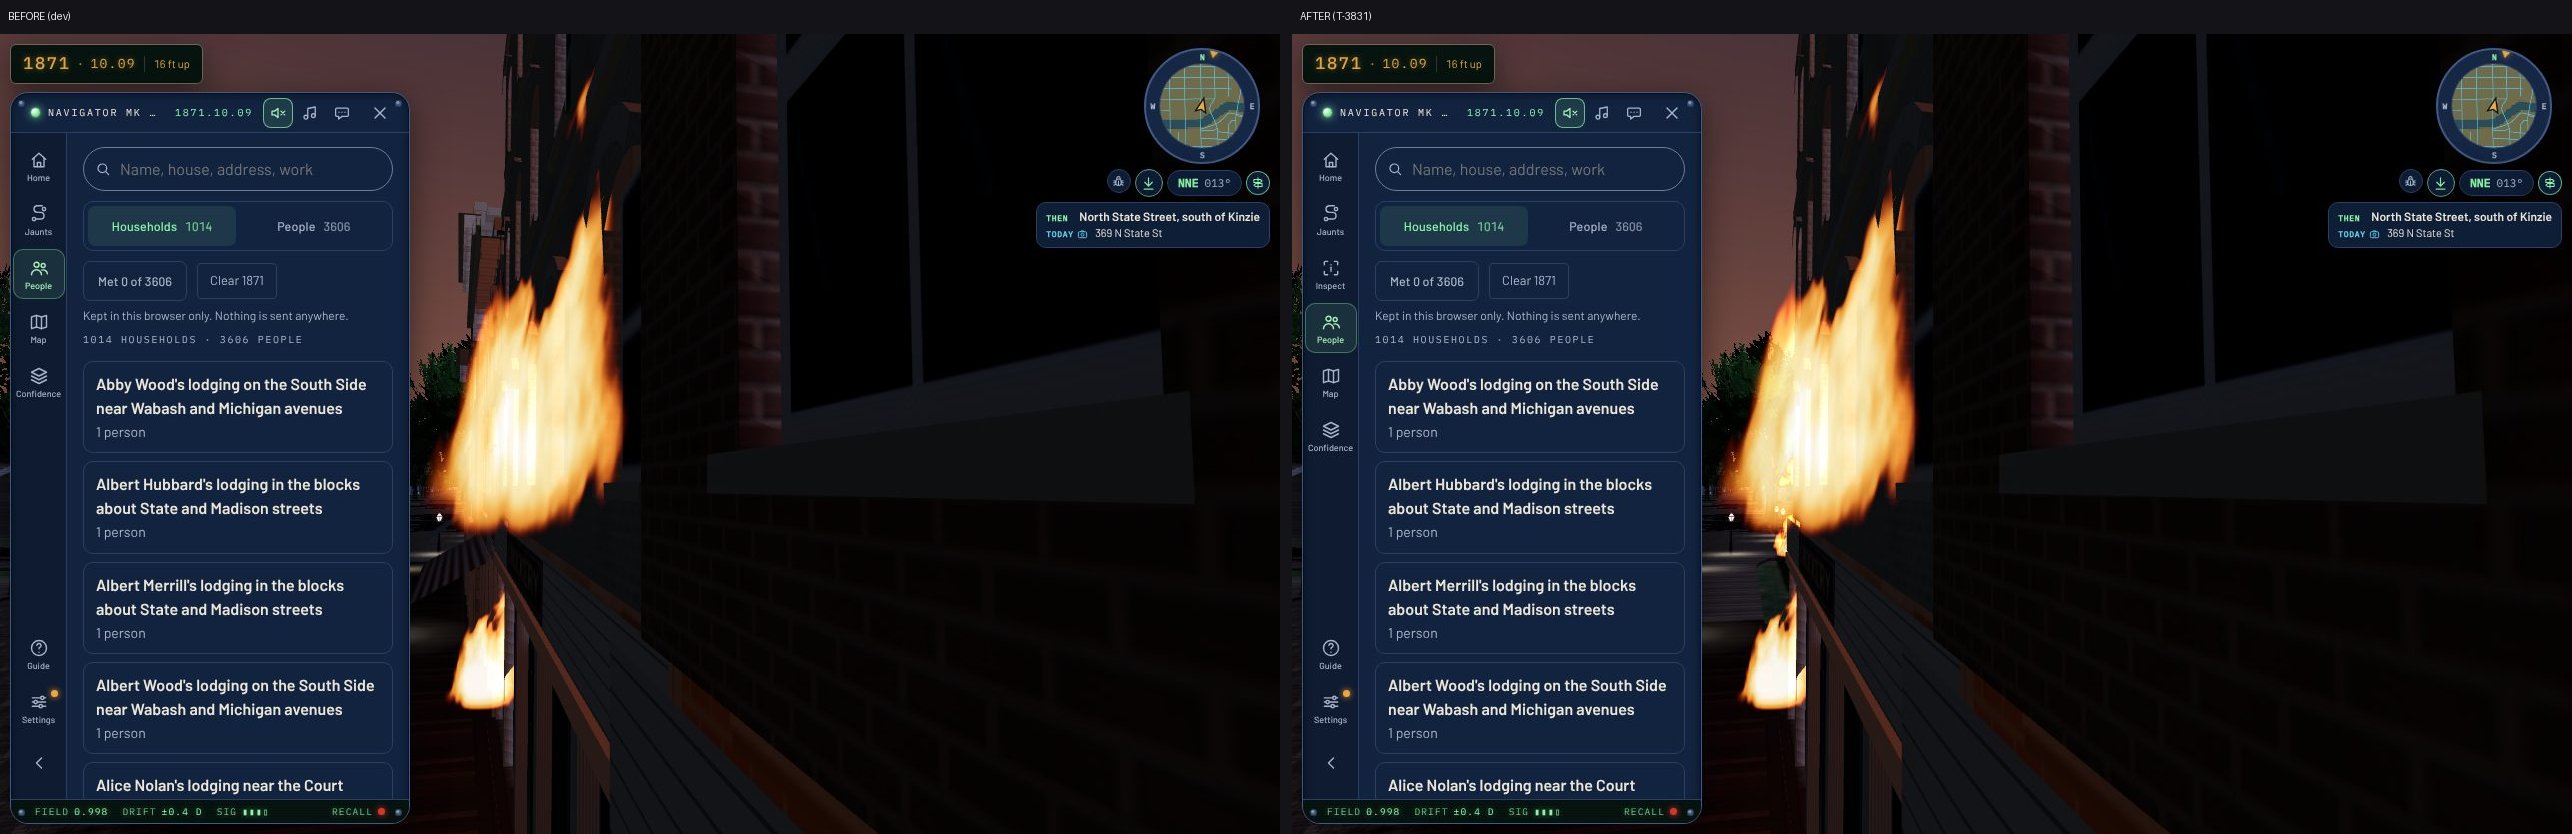 BEFORE (dev)
1871 · 10.09 16 ft up
NAVIGATOR MK … 1871.10.09
Home
Jaunts
People
Map
Confidence
Guide
Settings
Name, house, address, work
Households 1014 People 3606
Met 0 of 3606 Clear 1871
Kept in this browser only. Nothing is sent anywhere.
1014 HOUSEHOLDS · 3606 PEOPLE
Abby Wood's lodging on the South Side
near Wabash and Michigan avenues
1 person
Albert Hubbard's lodging in the blocks
about State and Madison streets
1 person
Albert Merrill's lodging in the blocks
about State and Madison streets
1 person
Albert Wood's lodging on the South Side
near Wabash and Michigan avenues
1 person
Alice Nolan's lodging near the Court
FIELD 0.998 DRIFT ±0.4 D SIG RECALL
N
W E
S
NNE 013°
THEN North State Street, south of Kinzie
TODAY 369 N State St
AFTER (T-3831)
1871 · 10.09 16 ft up
NAVIGATOR MK … 1871.10.09
Home
Jaunts
Inspect
People
Map
Confidence
Guide
Settings
Name, house, address, work
Households 1014 People 3606
Met 0 of 3606 Clear 1871
Kept in this browser only. Nothing is sent anywhere.
1014 HOUSEHOLDS · 3606 PEOPLE
Abby Wood's lodging on the South Side
near Wabash and Michigan avenues
1 person
Albert Hubbard's lodging in the blocks
about State and Madison streets
1 person
Albert Merrill's lodging in the blocks
about State and Madison streets
1 person
Albert Wood's lodging on the South Side
near Wabash and Michigan avenues
1 person
Alice Nolan's lodging near the Court
FIELD 0.998 DRIFT ±0.4 D SIG RECALL
N
W E
S
NNE 013°
THEN North State Street, south of Kinzie
TODAY 369 N State St